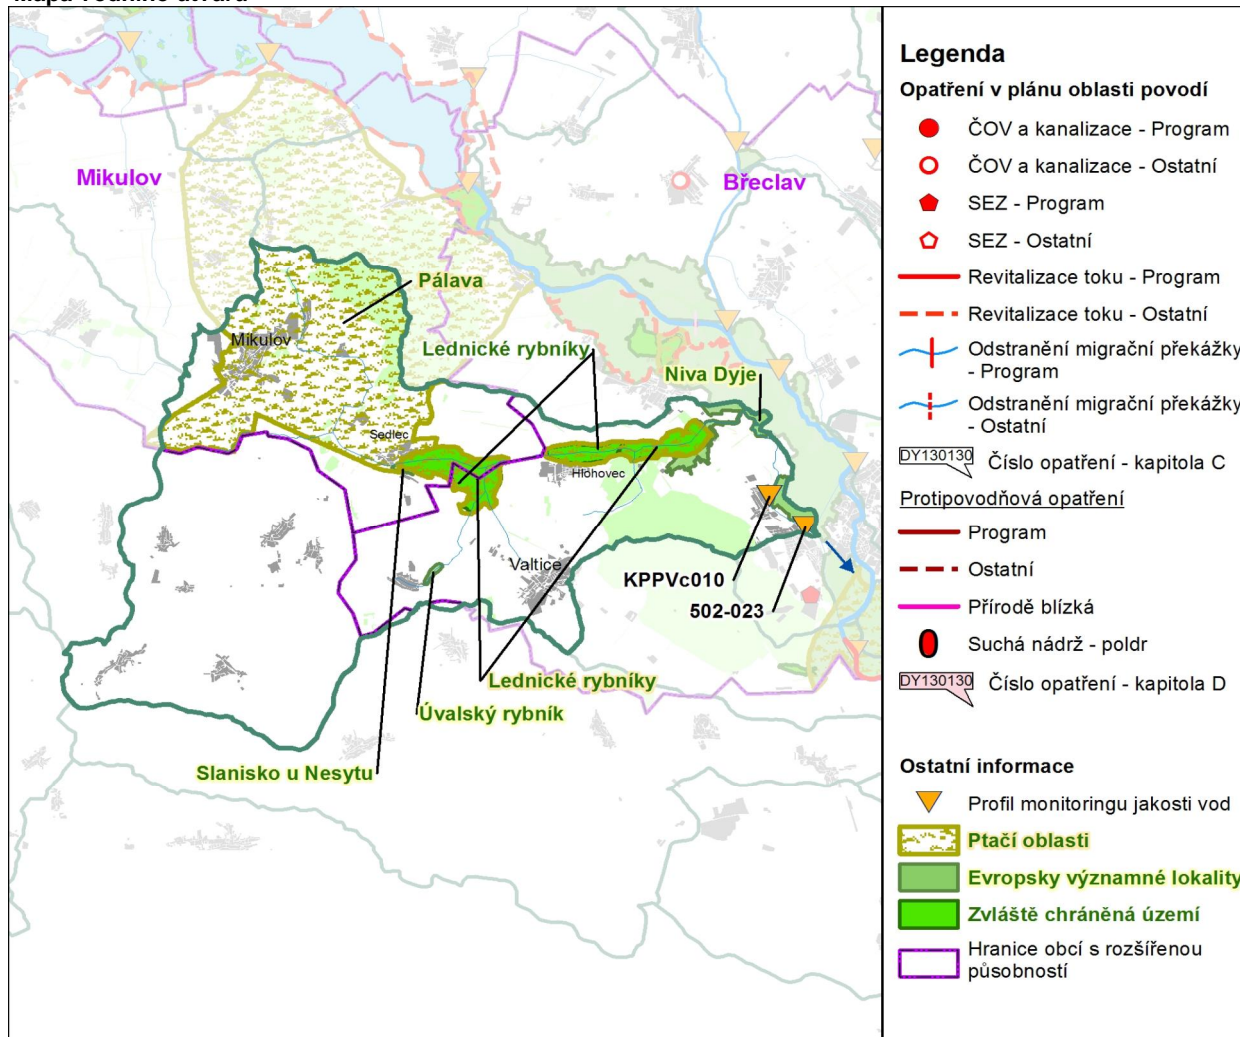 Mapa vodního útvaru
Mikulov
Břeclav
Pálava
Mikulov
Lednické rybníky
Niva Dyje
Sedlec
Hlohovec
Valtice
KPPVc010
502-023
Lednické rybníky
Úvalský rybník
Slanisko u Nesytu
Legenda
Opatření v plánu oblasti povodí
ČOV a kanalizace - Program
ČOV a kanalizace - Ostatní
SEZ - Program
SEZ - Ostatní
Revitalizace toku - Program
Revitalizace toku - Ostatní
Odstranění migrační překážky
- Program
Odstranění migrační překážky
- Ostatní
DY130130
Číslo opatření - kapitola C
Protipovodňová opatření
Program
Ostatní
Přírodě blízká
Suchá nádrž - poldr
DY130130
Číslo opatření - kapitola D
Ostatní informace
Profil monitoringu jakosti vod
Ptačí oblasti
Evropsky významné lokality
Zvláště chráněná území
Hranice obcí s rozšířenou
působností